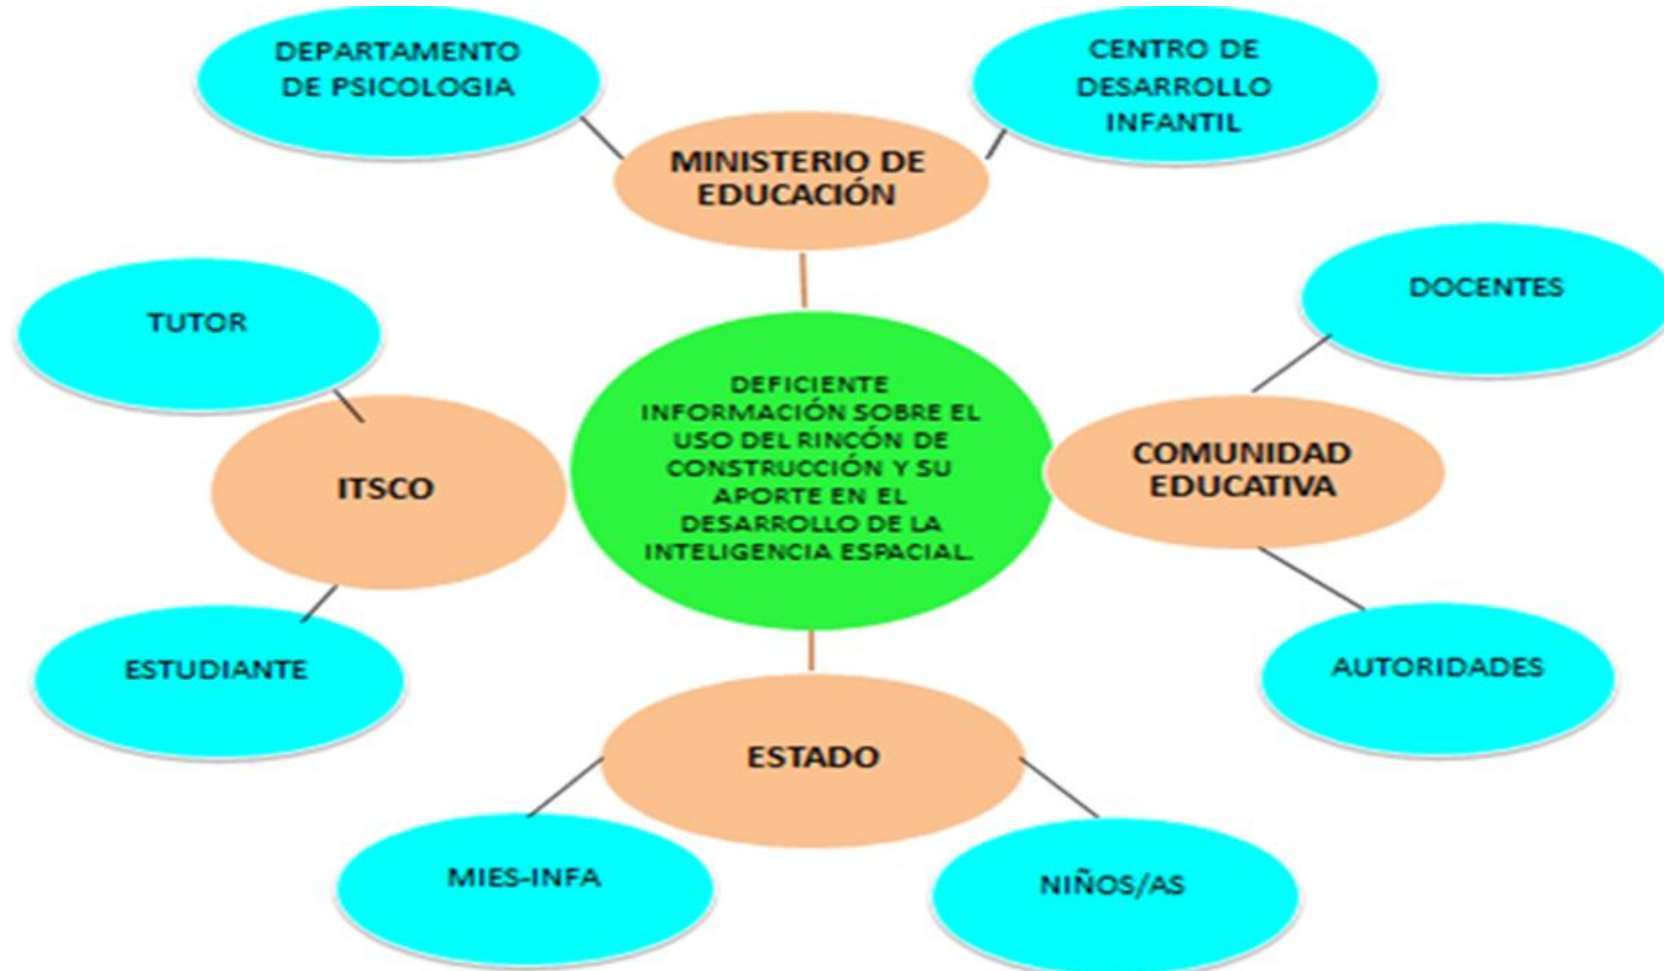 DEPARTAMENTO
DE PSICOLOGIA
CENTRO DE
DESARROLLO
INFANTIL
MINISTERIO DE
EDUCACIÓN
TUTOR
DOCENTES
DEFICIENTE
INFORMACIÓN SOBRE EL
USO DEL RINCÓN DE
CONSTRUCCIÓN Y SU
APORTE EN EL
DESARROLLO DE LA
INTELIGENCIA ESPACIAL.
ITSCO
COMUNIDAD
EDUCATIVA
ESTUDIANTE
AUTORIDADES
ESTADO
MIES-INFA
NIÑOS/AS